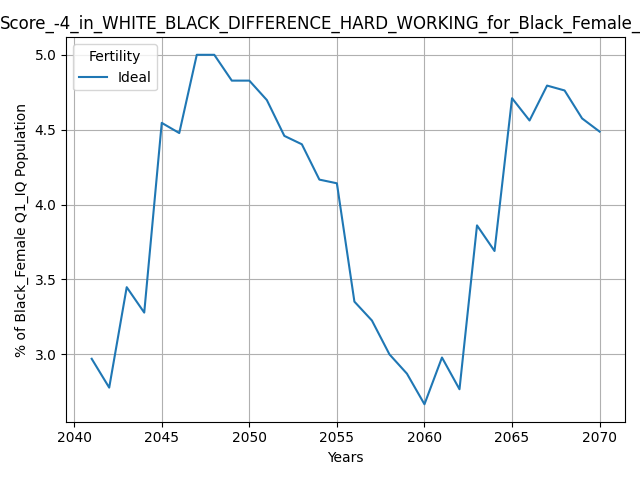 Score_-4_in_WHITE_BLACK_DIFFERENCE_HARD_WORKING_for_Black_Female_
Fertility
Ideal
5.0
4.5
4.0
3.5
3.0
% of Black_Female Q1_IQ Population
2040
2045
2050
2055
2060
2065
2070
Years